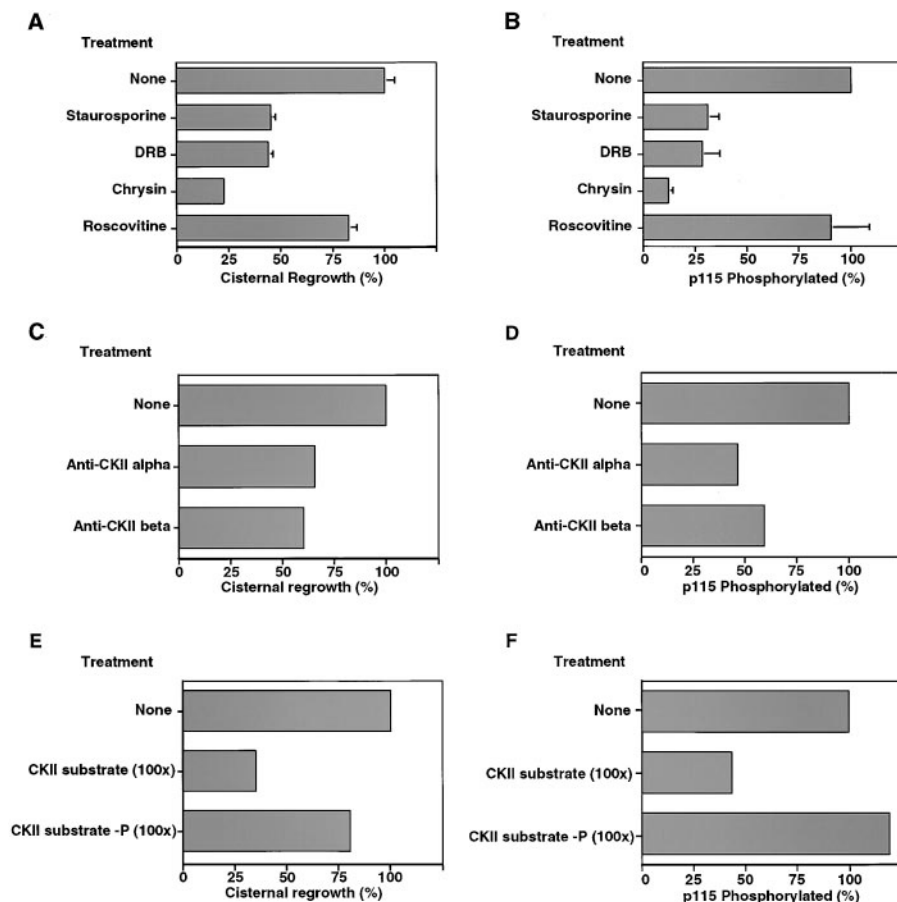 A
Treatment
None
Staurosporine
DRB
Chrysin
Roscovitine
0 25 50 75 100
Cisternal Regrowth (%)
B
Treatment
None
Staurosporine
DRB
Chrysin
Roscovitine
0 25 50 75 100
p115 Phosphorylated (%)
C
Treatment
None
Anti-CKII alpha
Anti-CKII beta
0 25 50 75 100
Cisternal regrowth (%)
D
Treatment
None
Anti-CKII alpha
Anti-CKII beta
0 25 50 75 100
p115 Phosphorylated (%)
E
Treatment
None
CKII substrate (100x)
CKII substrate -P (100x)
0 25 50 75 100
Cisternal regrowth (%)
F
Treatment
None
CKII substrate (100x)
CKII substrate -P (100x)
0 25 50 75 100
p115 Phosphorylated (%)